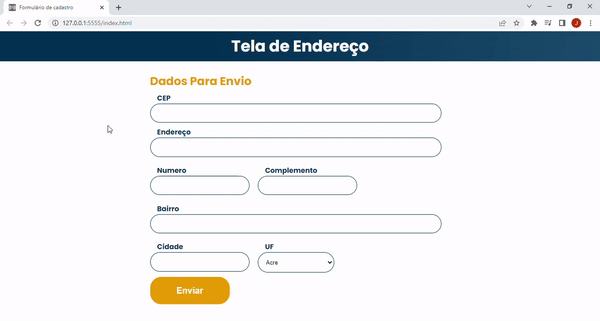 Formulário de cadastro
127.0.0.1:5555/index.html
J
Tela de Endereço
Dados Para Envio
CEP
Endereço
Numero Complemento
Bairro
Cidade UF
Acre
Enviar